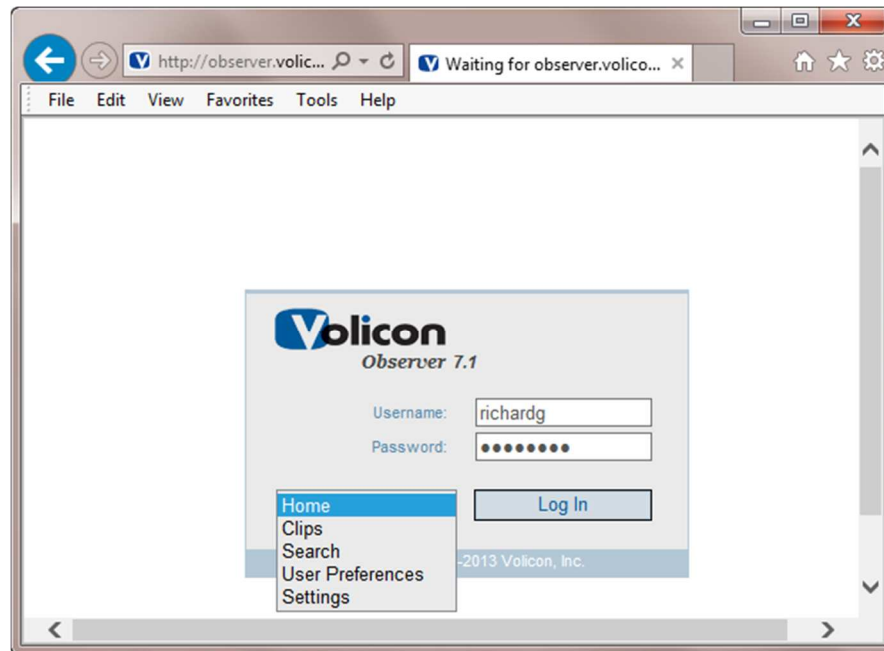 http://observer.volic...
Waiting for observer.volico...
File Edit View Favorites Tools Help
Volicon
Observer 7.1
Username: richardg
Password: ●●●●●●●●
Home
Log In
Clips
Search
User Preferences
Settings
-2013 Volicon, Inc.